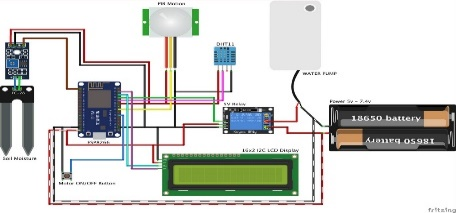 PIR Motion
DHT11
WATER PUMP
5V Relay
Power 5v - 7.4v
18650 battery
18650 battery
ESP8266
16x2 I2C LCD Display
Soil Moisture
Motor ON/OFF Button
fritzing